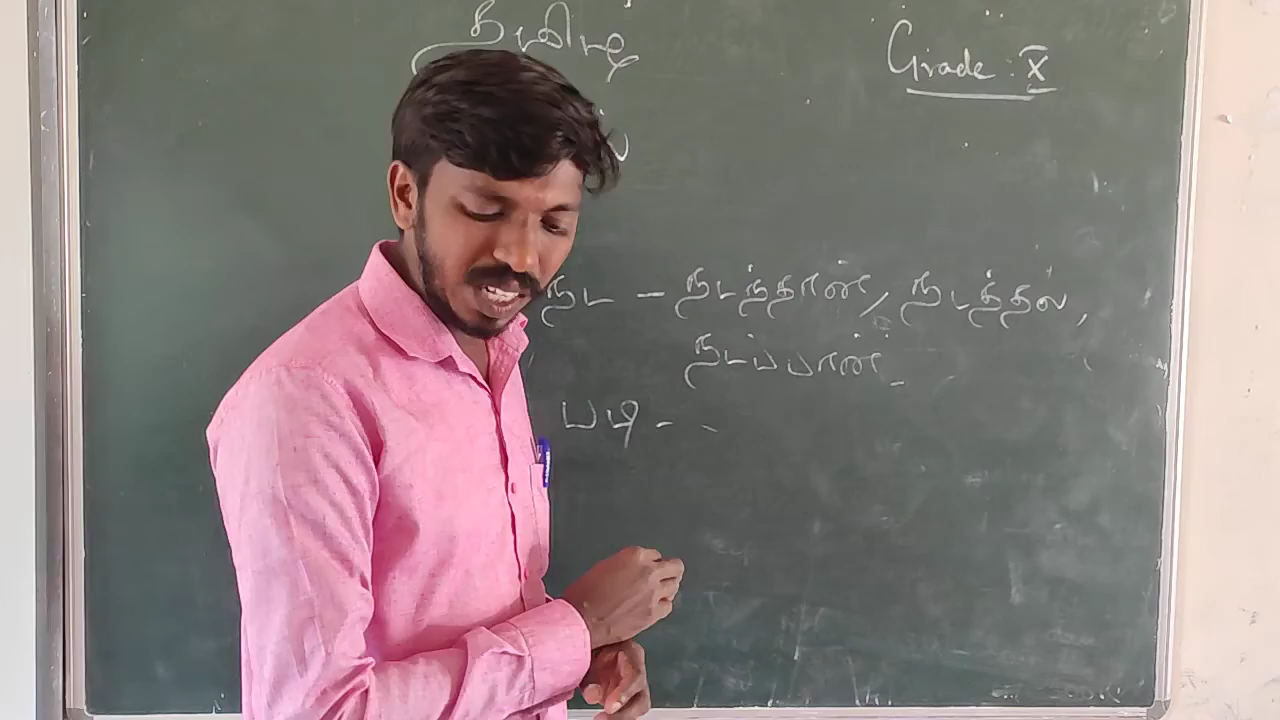 தமிழ்
Grade : X
நட - நடந்தான், நடத்தல்,
நடப்பான்.
படி -